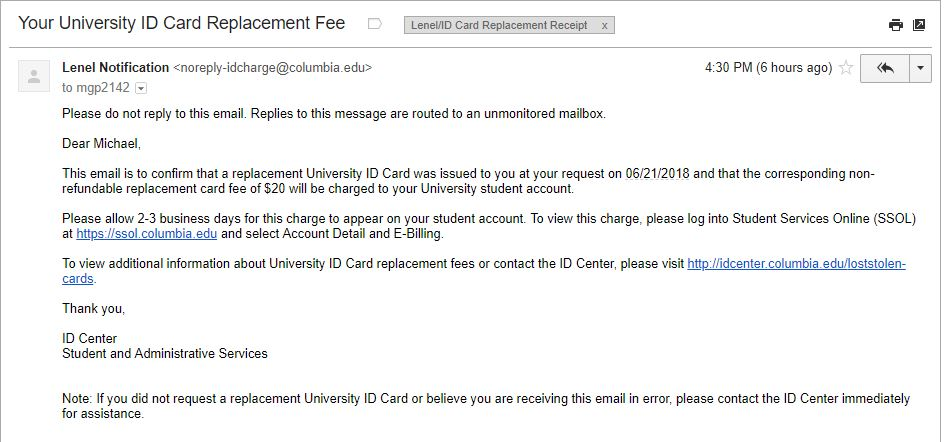 Your University ID Card Replacement Fee
Lenel/ID Card Replacement Receipt x
Lenel Notification <noreply-idcharge@columbia.edu>
4:30 PM (6 hours ago)
to mgp2142
Please do not reply to this email. Replies to this message are routed to an unmonitored mailbox.
Dear Michael,
This email is to confirm that a replacement University ID Card was issued to you at your request on 06/21/2018 and that the corresponding non-
refundable replacement card fee of $20 will be charged to your University student account.
Please allow 2-3 business days for this charge to appear on your student account. To view this charge, please log into Student Services Online (SSOL)
at https://ssol.columbia.edu and select Account Detail and E-Billing.
To view additional information about University ID Card replacement fees or contact the ID Center, please visit http://idcenter.columbia.edu/loststolen-
cards.
Thank you,
ID Center
Student and Administrative Services
Note: If you did not request a replacement University ID Card or believe you are receiving this email in error, please contact the ID Center immediately
for assistance.